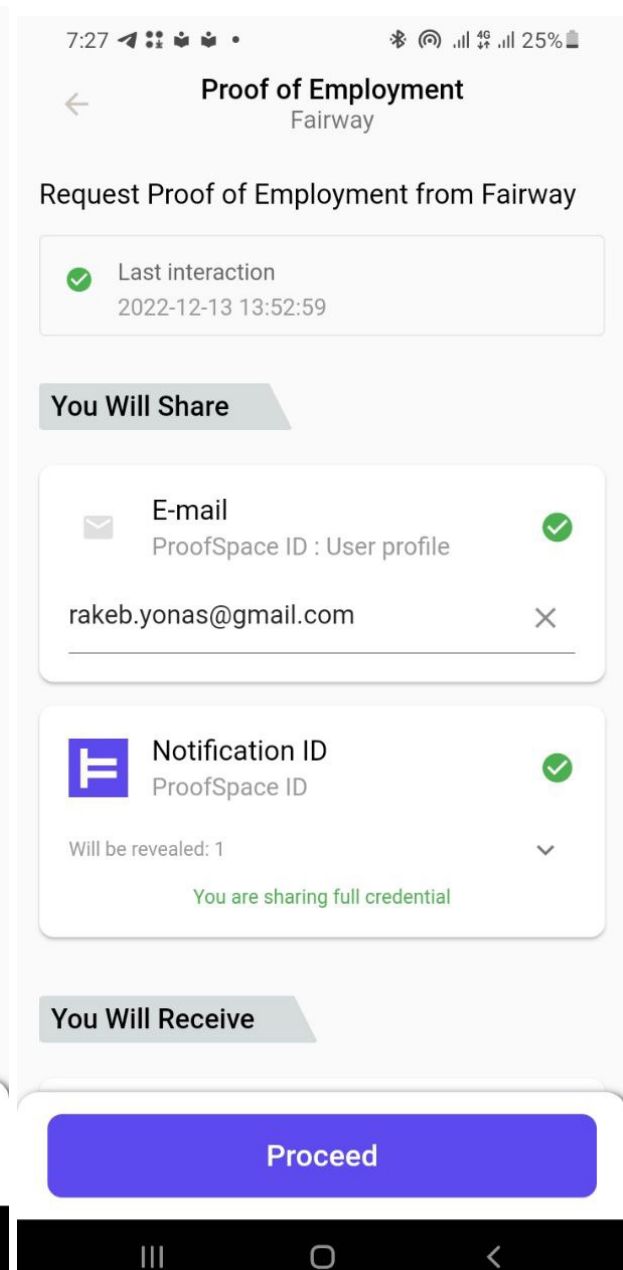 7:27
4G 25%
Proof of Employment
Fairway
Request Proof of Employment from Fairway
Last interaction
2022-12-13 13:52:59
You Will Share
E-mail
ProofSpace ID : User profile
rakeb.yonas@gmail.com
Notification ID
ProofSpace ID
Will be revealed: 1
You are sharing full credential
You Will Receive
Proceed